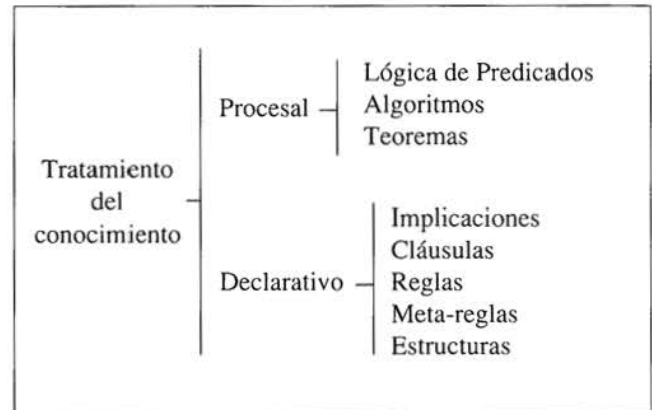 Tratamiento
del
conocimiento
Procesal
Lógica de Predicados
Algoritmos
Teoremas
Declarativo
Implicaciones
Cláusulas
Reglas
Meta-reglas
Estructuras